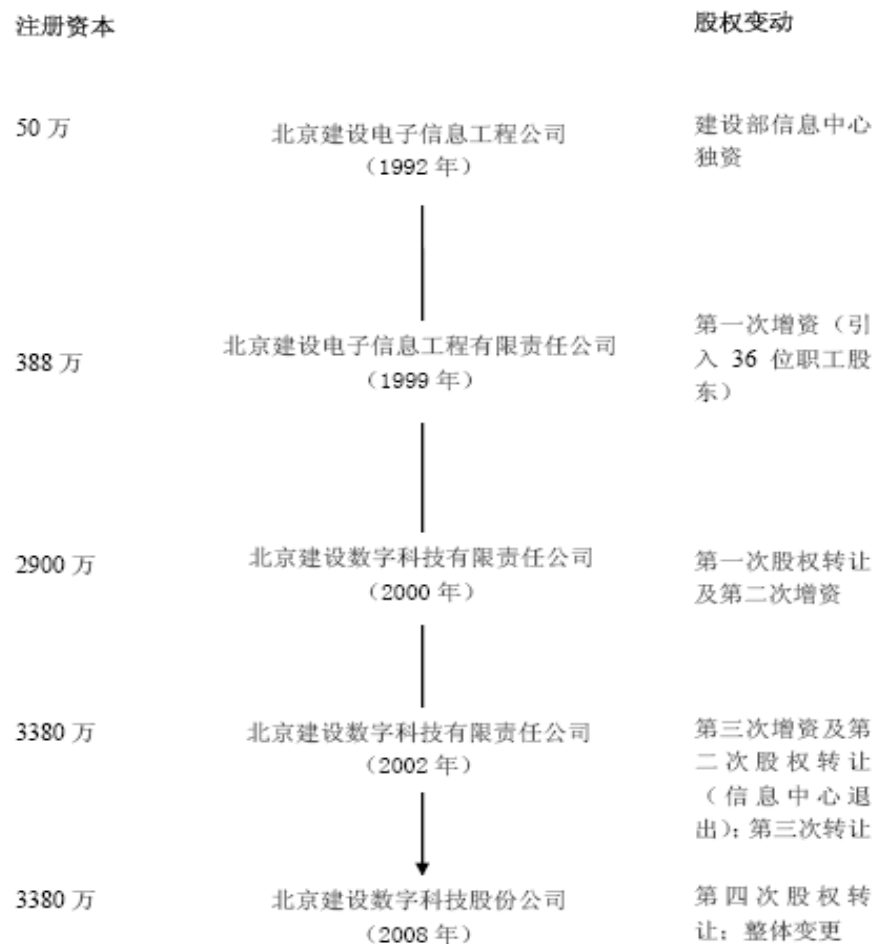 注册资本
股权变动
50 万
北京建设电子信息工程公司
（1992 年）
建设部信息中心
独资
388 万
北京建设电子信息工程有限责任公司
（1999 年）
第一次增资（引
入 36 位职工股
东）
2900 万
北京建设数字科技有限责任公司
（2000 年）
第一次股权转让
及第二次增资
3380 万
北京建设数字科技有限责任公司
（2002 年）
第三次增资及第
二次股权转让
（信息中心退
出）；第三次转让
3380 万
北京建设数字科技股份公司
（2008 年）
第四次股权转
让；整体变更